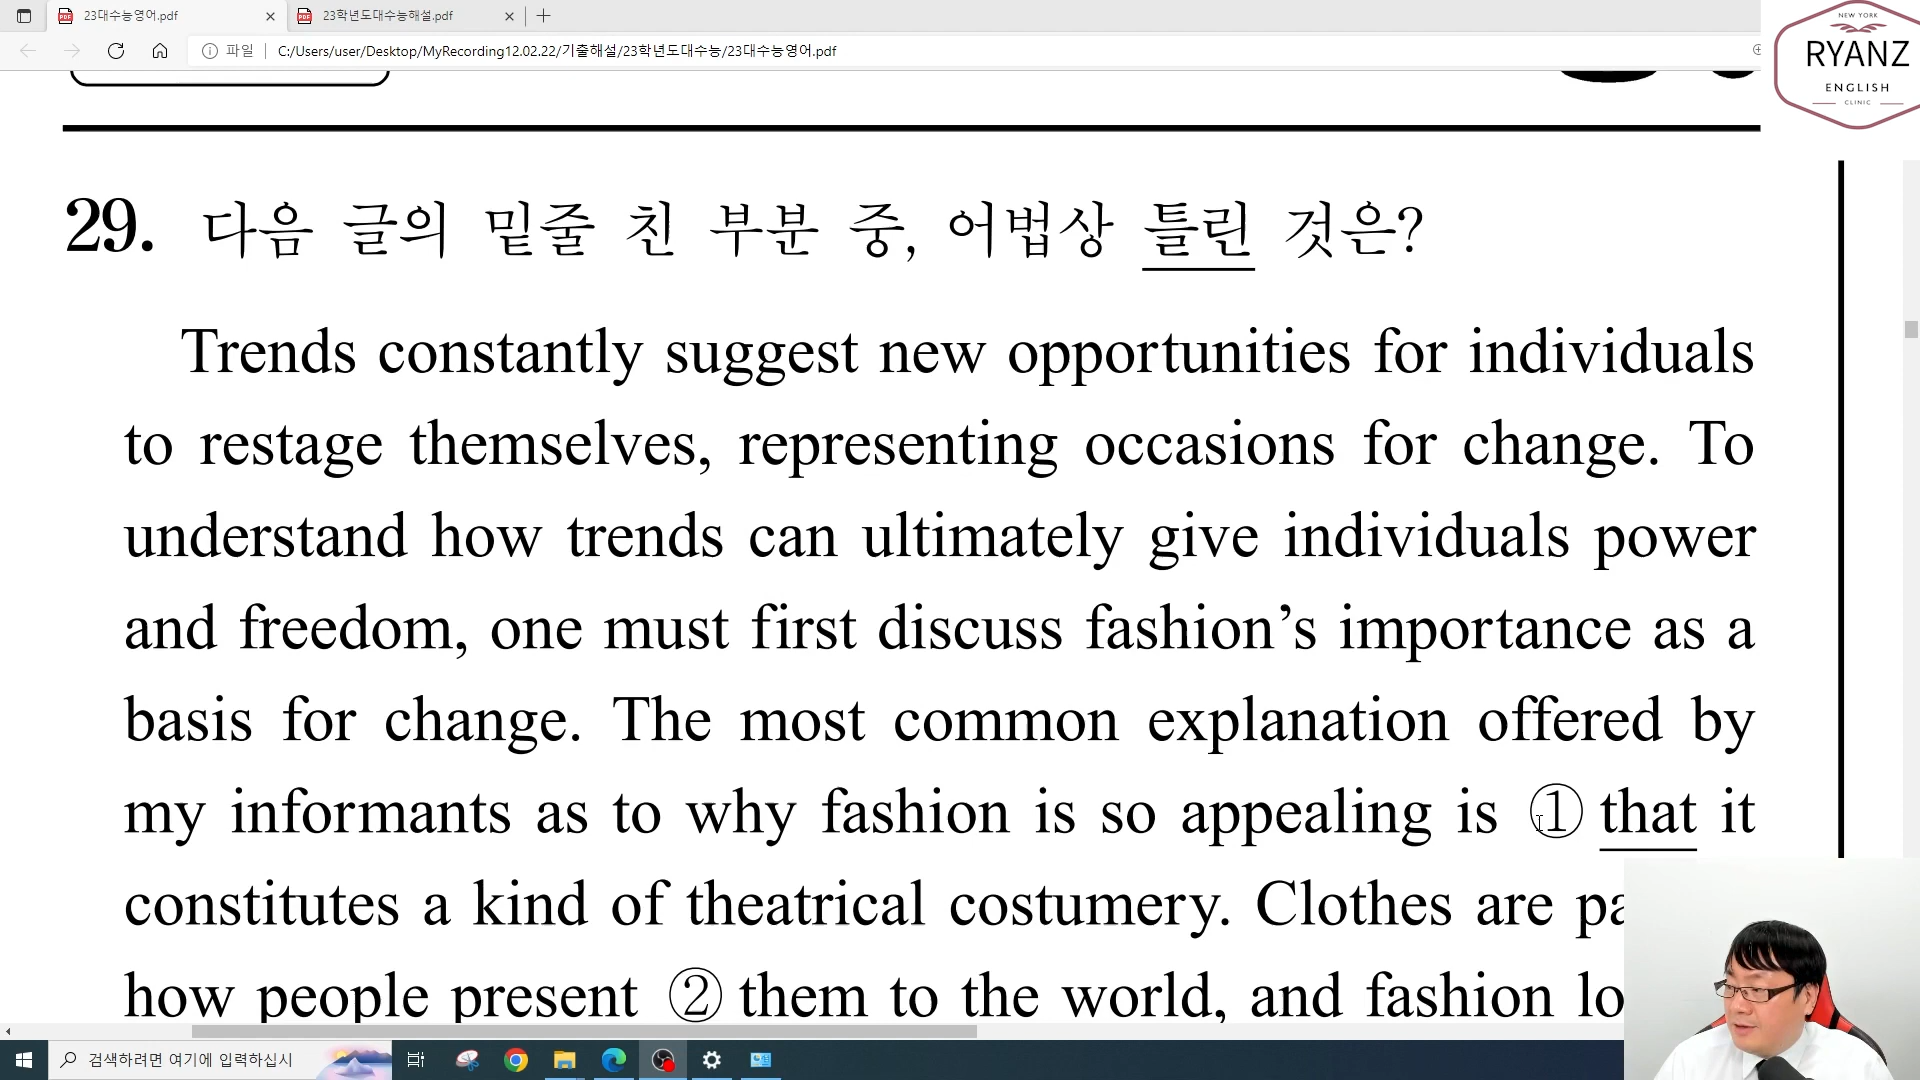 23대수능영어.pdf
23학년도대수능해설.pdf
파일 C:/Users/user/Desktop/MyRecording12.02.22/기출해설/23학년도대수능/23대수능영어.pdf
NEW YORK
RYANZ
ENGLISH
CLINIC
29. 다음 글의 밑줄 친 부분 중, 어법상 틀린 것은?
Trends constantly suggest new opportunities for individuals
to restage themselves, representing occasions for change. To
understand how trends can ultimately give individuals power
and freedom, one must first discuss fashion’s importance as a
basis for change. The most common explanation offered by
my informants as to why fashion is so appealing is ① that it
constitutes a kind of theatrical costumery. Clothes are
how people present ② them to the world, and fashion
검색하려면 여기에 입력하십시